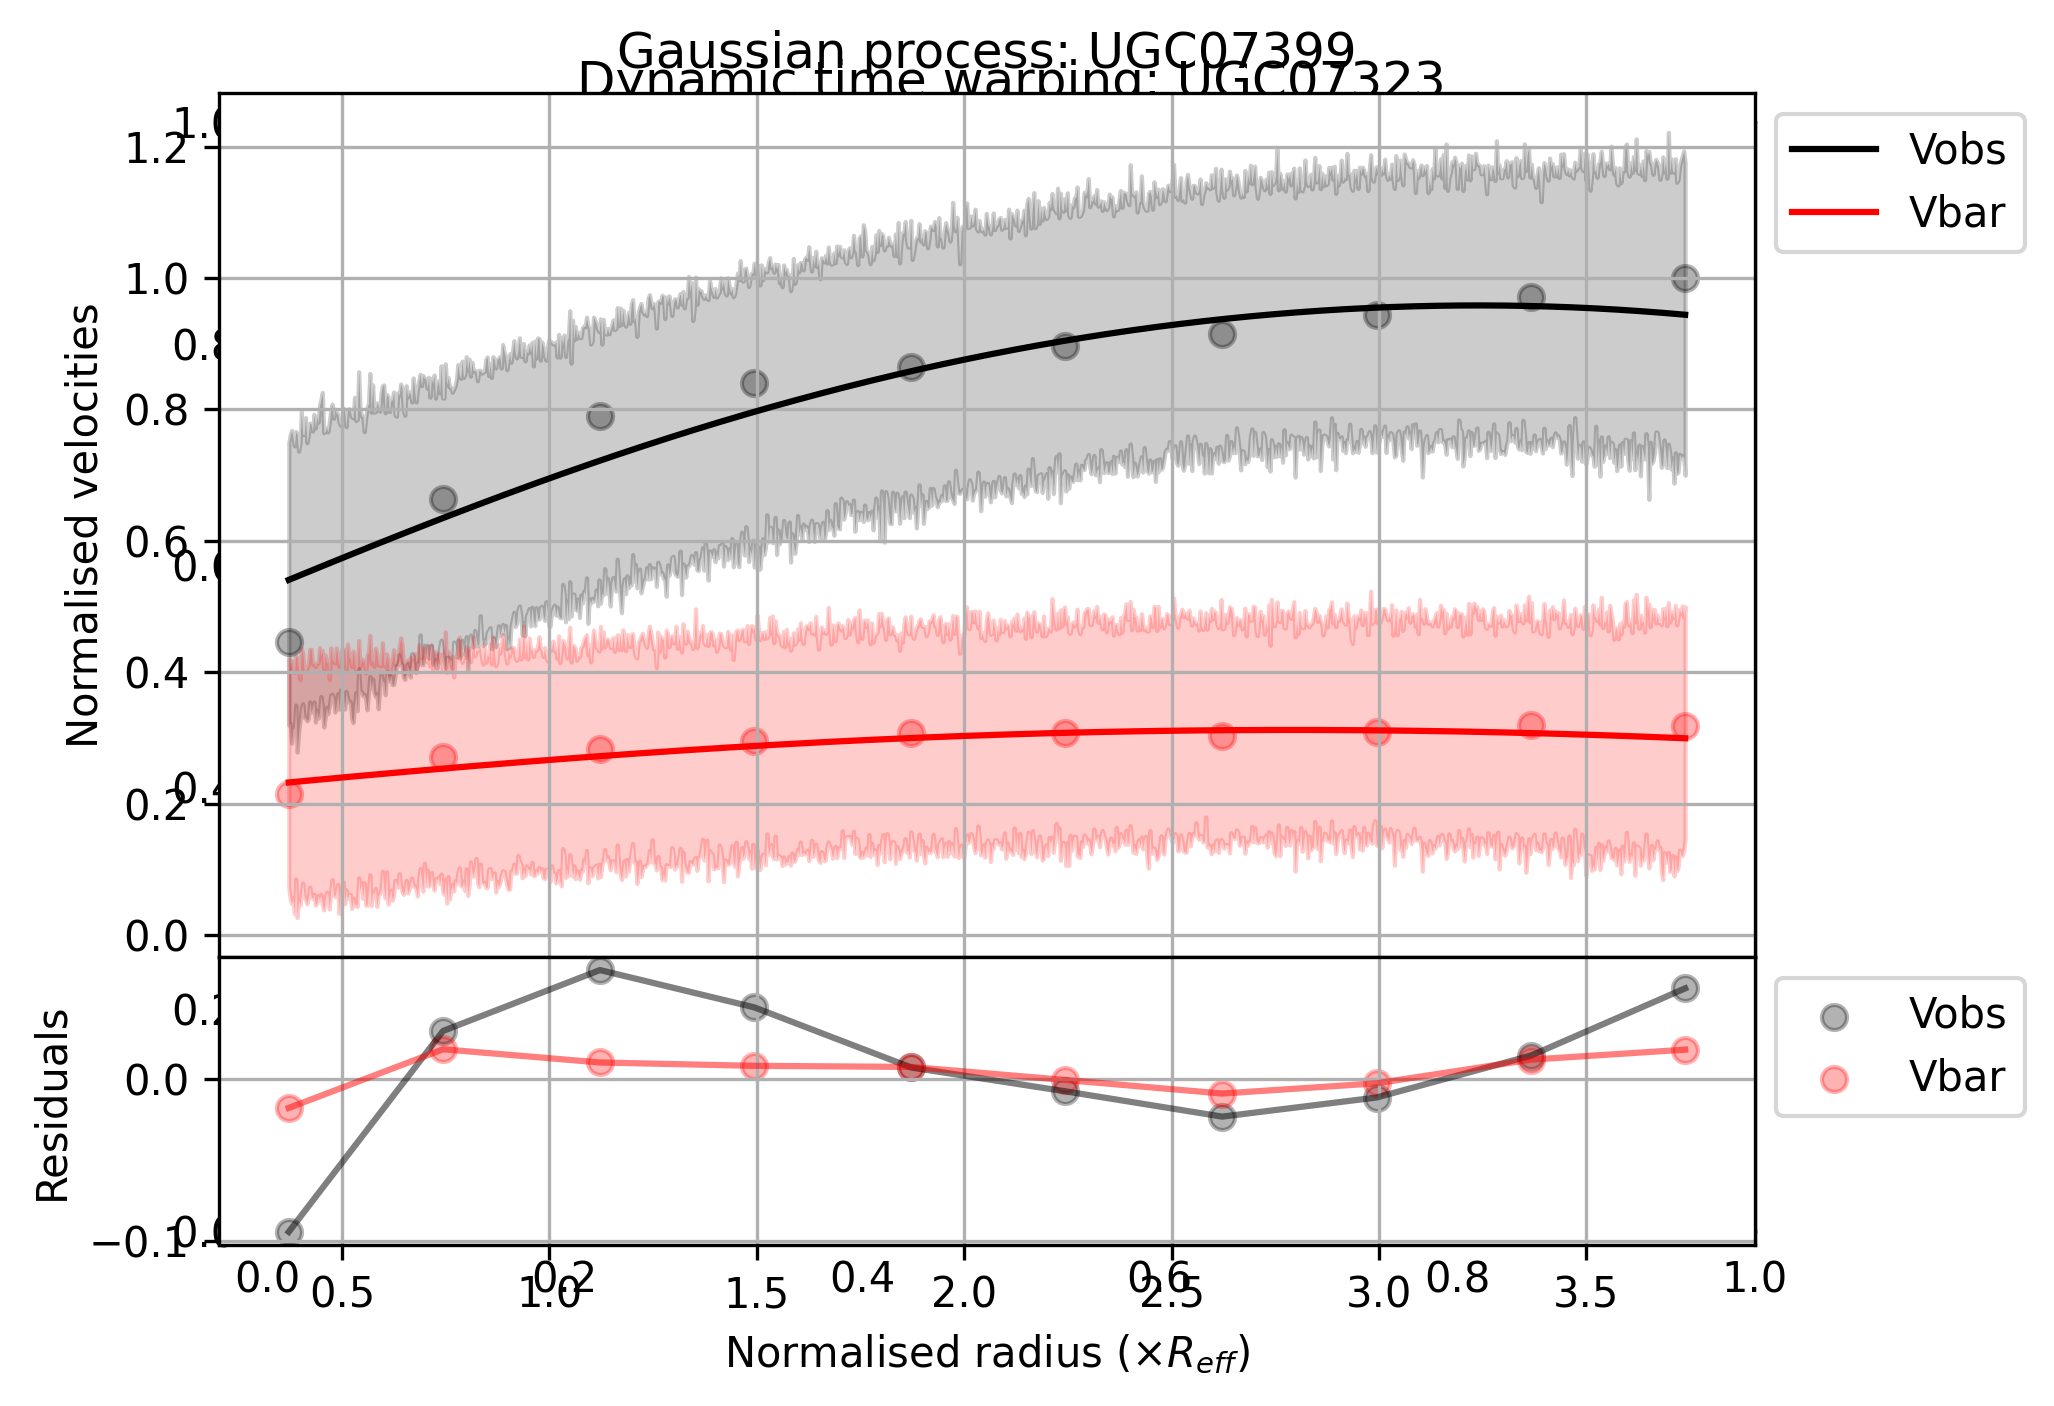 Gaussian process: UGC07399
Dynamic time warping: UGC07323
Normalised velocities
1.2
1.0
0.8
0.6
0.4
0.2
0.0
Vobs
Vbar
Residuals
0.0
−0.1
Vobs
Vbar
0.0 0.2 0.4 0.6 0.8 1.0
0.5 1.0 1.5 2.0 2.5 3.0 3.5
Normalised radius (×R_eff)